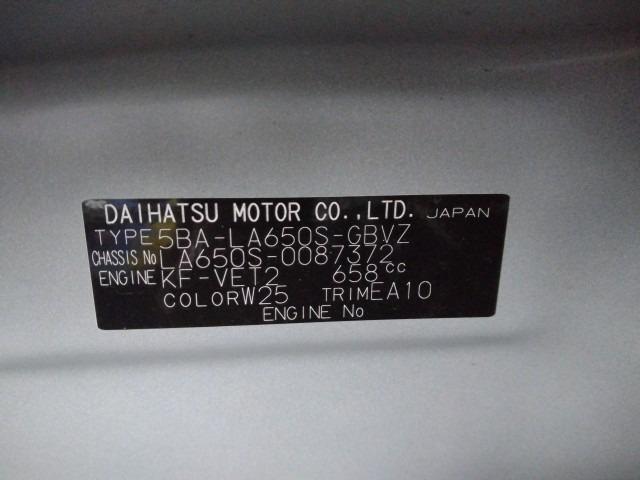 DAIHATSU MOTOR CO.,LTD. JAPAN
TYPE 5BA-LA650S-GBVZ
CHASSIS No LA650S-0087372
ENGINE KF-VET2 658cc
COLOR W25 TRIM EA10
ENGINE No